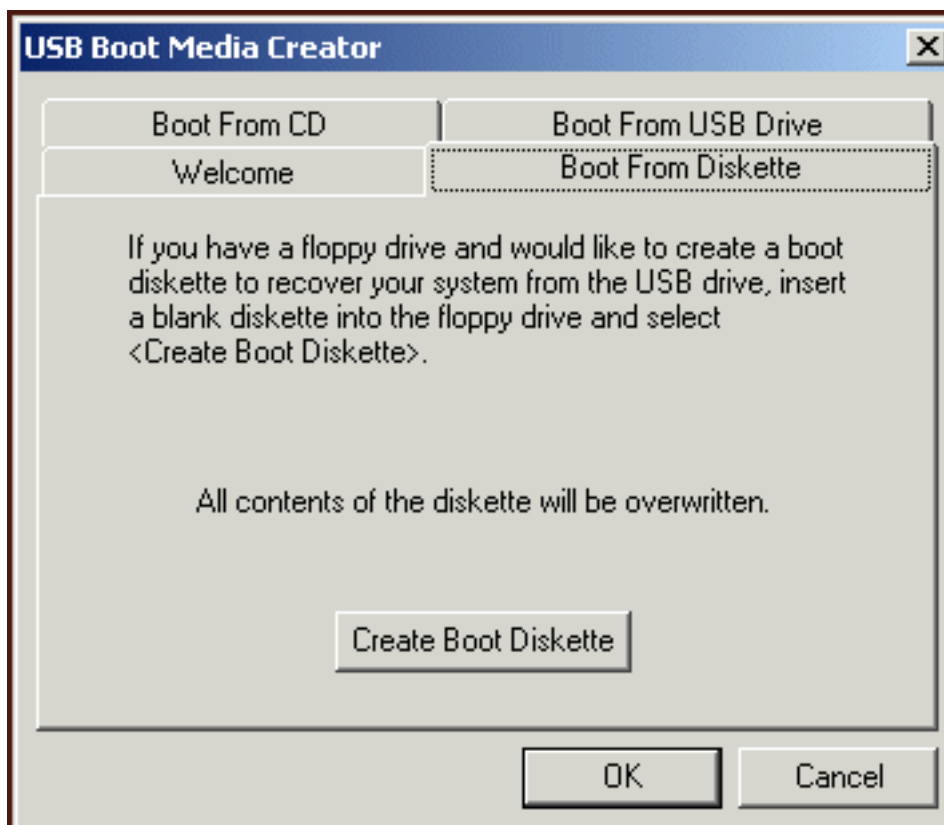 USB Boot Media Creator
Boot From CD
Boot From USB Drive
Welcome
Boot From Diskette
If you have a floppy drive and would like to create a boot
diskette to recover your system from the USB drive, insert
a blank diskette into the floppy drive and select
<Create Boot Diskette>.
All contents of the diskette will be overwritten.
Create Boot Diskette
OK
Cancel